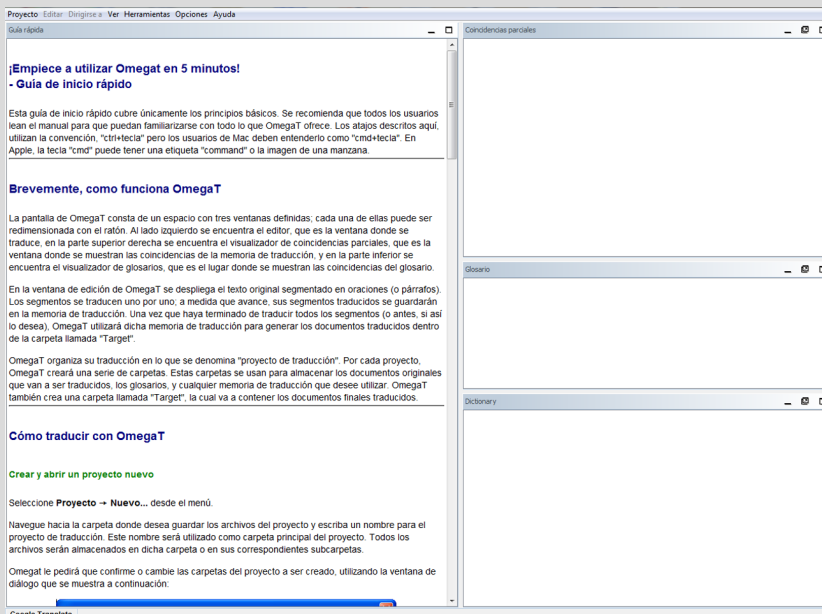 Proyecto Editar Dirigirse a Ver Herramientas Opciones Ayuda
Guía rápida
¡Empiece a utilizar Omegat en 5 minutos!
- Guía de inicio rápido
Esta guía de inicio rápido cubre únicamente los principios básicos. Se recomienda que todos los usuarios
lean el manual para que puedan familiarizarse con todo lo que OmegaT ofrece. Los atajos descritos aquí,
utilizan la convención, "ctrl+tecla" pero los usuarios de Mac deben entenderlo como "cmd+tecla". En
Apple, la tecla "cmd" puede tener una etiqueta "command" o la imagen de una manzana.
Brevemente, como funciona OmegaT
La pantalla de OmegaT consta de un espacio con tres ventanas definidas; cada una de ellas puede ser
redimensionada con el ratón. Al lado izquierdo se encuentra el editor, que es la ventana donde se
traduce, en la parte superior derecha se encuentra el visualizador de coincidencias parciales, que es la
ventana donde se muestran las coincidencias de la memoria de traducción, y en la parte inferior se
encuentra el visualizador de glosarios, que es el lugar donde se muestran las coincidencias del glosario.
En la ventana de edición de OmegaT se despliega el texto original segmentado en oraciones (o párrafos).
Los segmentos se traducen uno por uno; a medida que avance, sus segmentos traducidos se guardarán
en la memoria de traducción. Una vez que haya terminado de traducir todos los segmentos (o antes, si así
lo desea), OmegaT utilizará dicha memoria de traducción para generar los documentos traducidos dentro
de la carpeta llamada "Target".
OmegaT organiza su traducción en lo que se denomina "proyecto de traducción". Por cada proyecto,
OmegaT creará una serie de carpetas. Estas carpetas se usan para almacenar los documentos originales
que van a ser traducidos, los glosarios, y cualquier memoria de traducción que desee utilizar. OmegaT
también crea una carpeta llamada "Target", la cual va a contener los documentos finales traducidos.
Cómo traducir con OmegaT
Crear y abrir un proyecto nuevo
Seleccione Proyecto → Nuevo... desde el menú.
Navegue hacia la carpeta donde desea guardar los archivos del proyecto y escriba un nombre para el
proyecto de traducción. Este nombre será utilizado como carpeta principal del proyecto. Todos los
archivos serán almacenados en dicha carpeta o en sus correspondientes subcarpetas.
Omegat le pedirá que confirme o cambie las carpetas del proyecto a ser creado, utilizando la ventana de
diálogo que se muestra a continuación:
Coincidencias parciales
Glosario
Dictionary
Google Translate